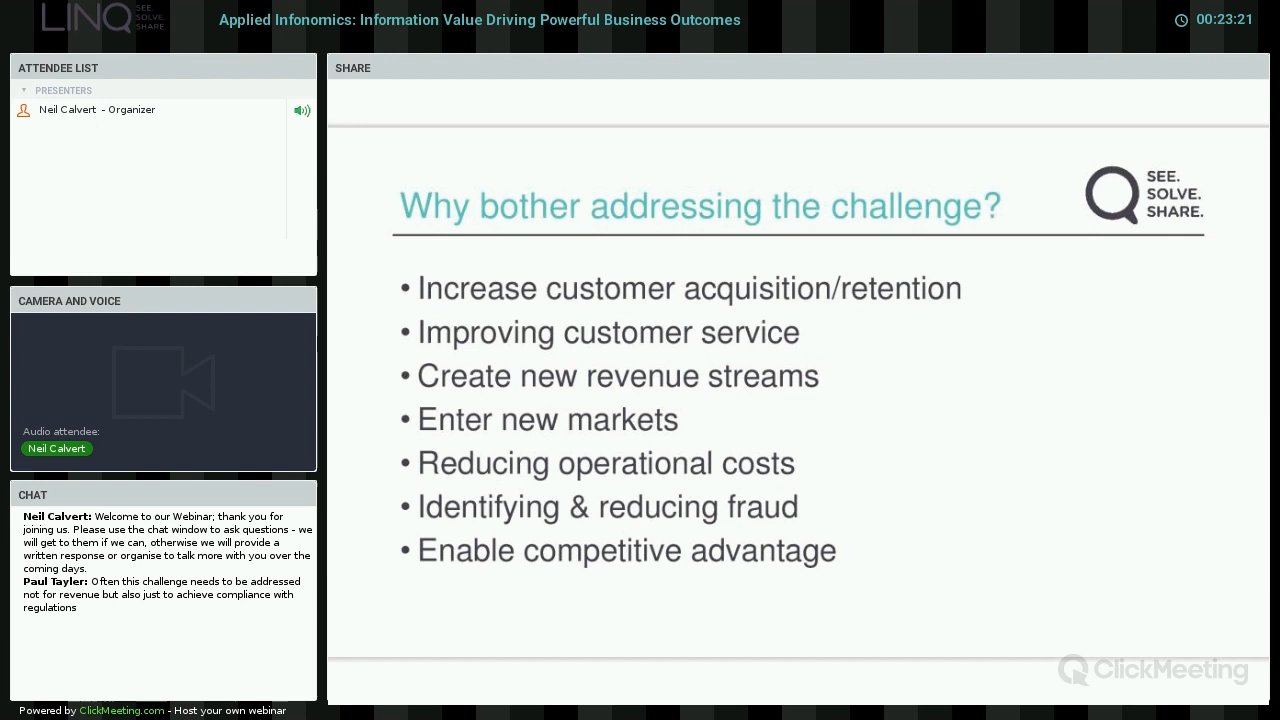 LINQ SEE. SOLVE. SHARE.
Applied Infonomics: Information Value Driving Powerful Business Outcomes
00:23:21
ATTENDEE LIST
PRESENTERS
Neil Calvert - Organizer
CAMERA AND VOICE
Audio attendee:
Neil Calvert
CHAT
Neil Calvert: Welcome to our Webinar; thank you for
joining us. Please use the chat window to ask questions - we
will get to them if we can, otherwise we will provide a
written response or organise to talk more with you over the
coming days.
Paul Tayler: Often this challenge needs to be addressed
not for revenue but also just to achieve compliance with
regulations
Powered by ClickMeeting.com - Host your own webinar
SHARE
Why bother addressing the challenge?
SEE.
SOLVE.
SHARE.
• Increase customer acquisition/retention
• Improving customer service
• Create new revenue streams
• Enter new markets
• Reducing operational costs
• Identifying & reducing fraud
• Enable competitive advantage
ClickMeeting